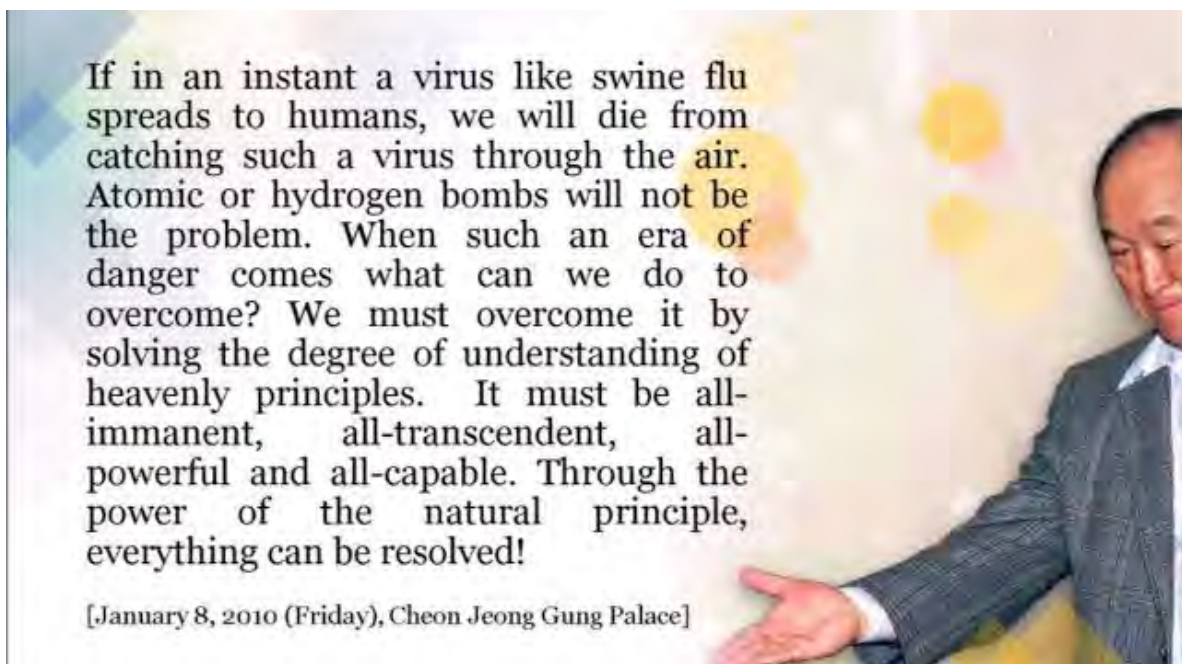 If in an instant a virus like swine flu
spreads to humans, we will die from
catching such a virus through the air.
Atomic or hydrogen bombs will not be
the problem. When such an era of
danger comes what can we do to
overcome? We must overcome it by
solving the degree of understanding of
heavenly principles. It must be all-
immanent, all-transcendent, all-
powerful and all-capable. Through the
power of the natural principle,
everything can be resolved!
[January 8, 2010 (Friday), Cheon Jeong Gung Palace]